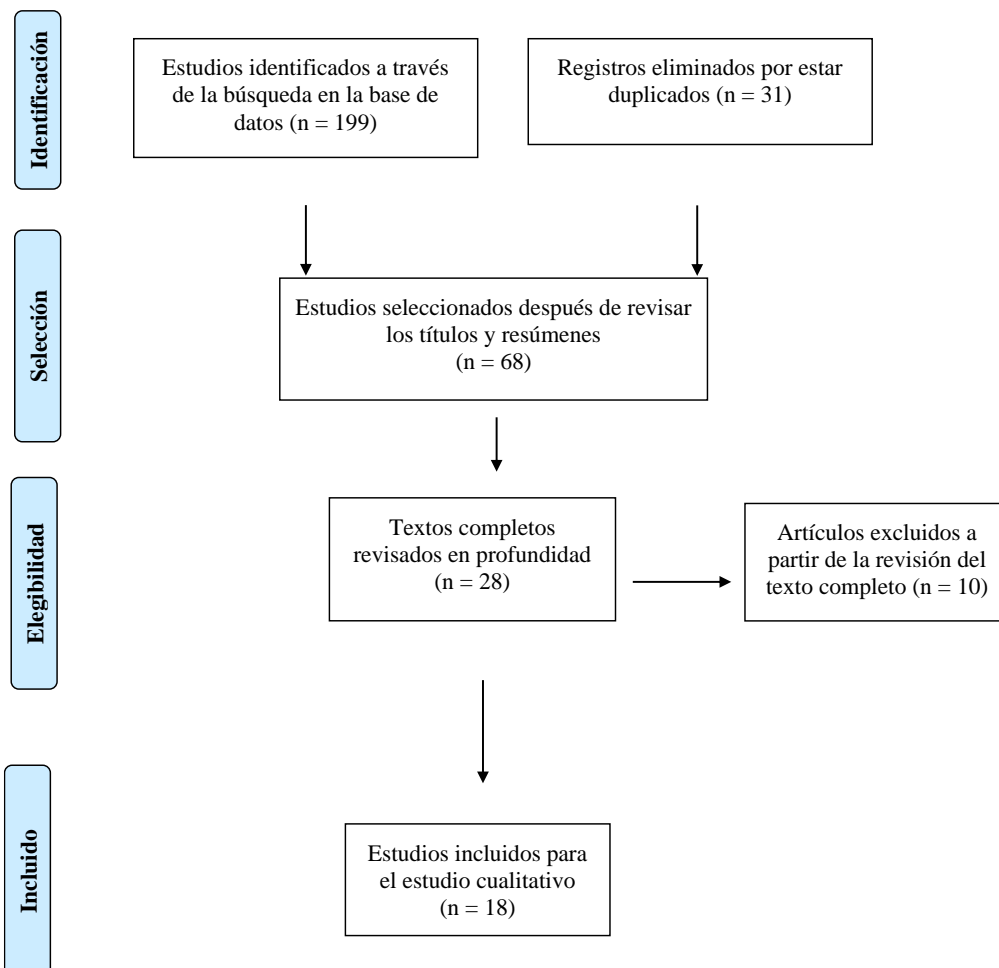 Identificación
Estudios identificados a través
de la búsqueda en la base de
datos (n = 199)
Registros eliminados por estar
duplicados (n = 31)
Selección
Estudios seleccionados después de revisar
los títulos y resúmenes
(n = 68)
Elegibilidad
Textos completos
revisados en profundidad
(n = 28)
Artículos excluidos a
partir de la revisión del
texto completo (n = 10)
Incluido
Estudios incluidos para
el estudio cualitativo
(n = 18)